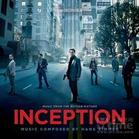 MUSIC FROM THE MOTION PICTURE
INCEPTION
MUSIC COMPOSED BY HANS ZIMMER